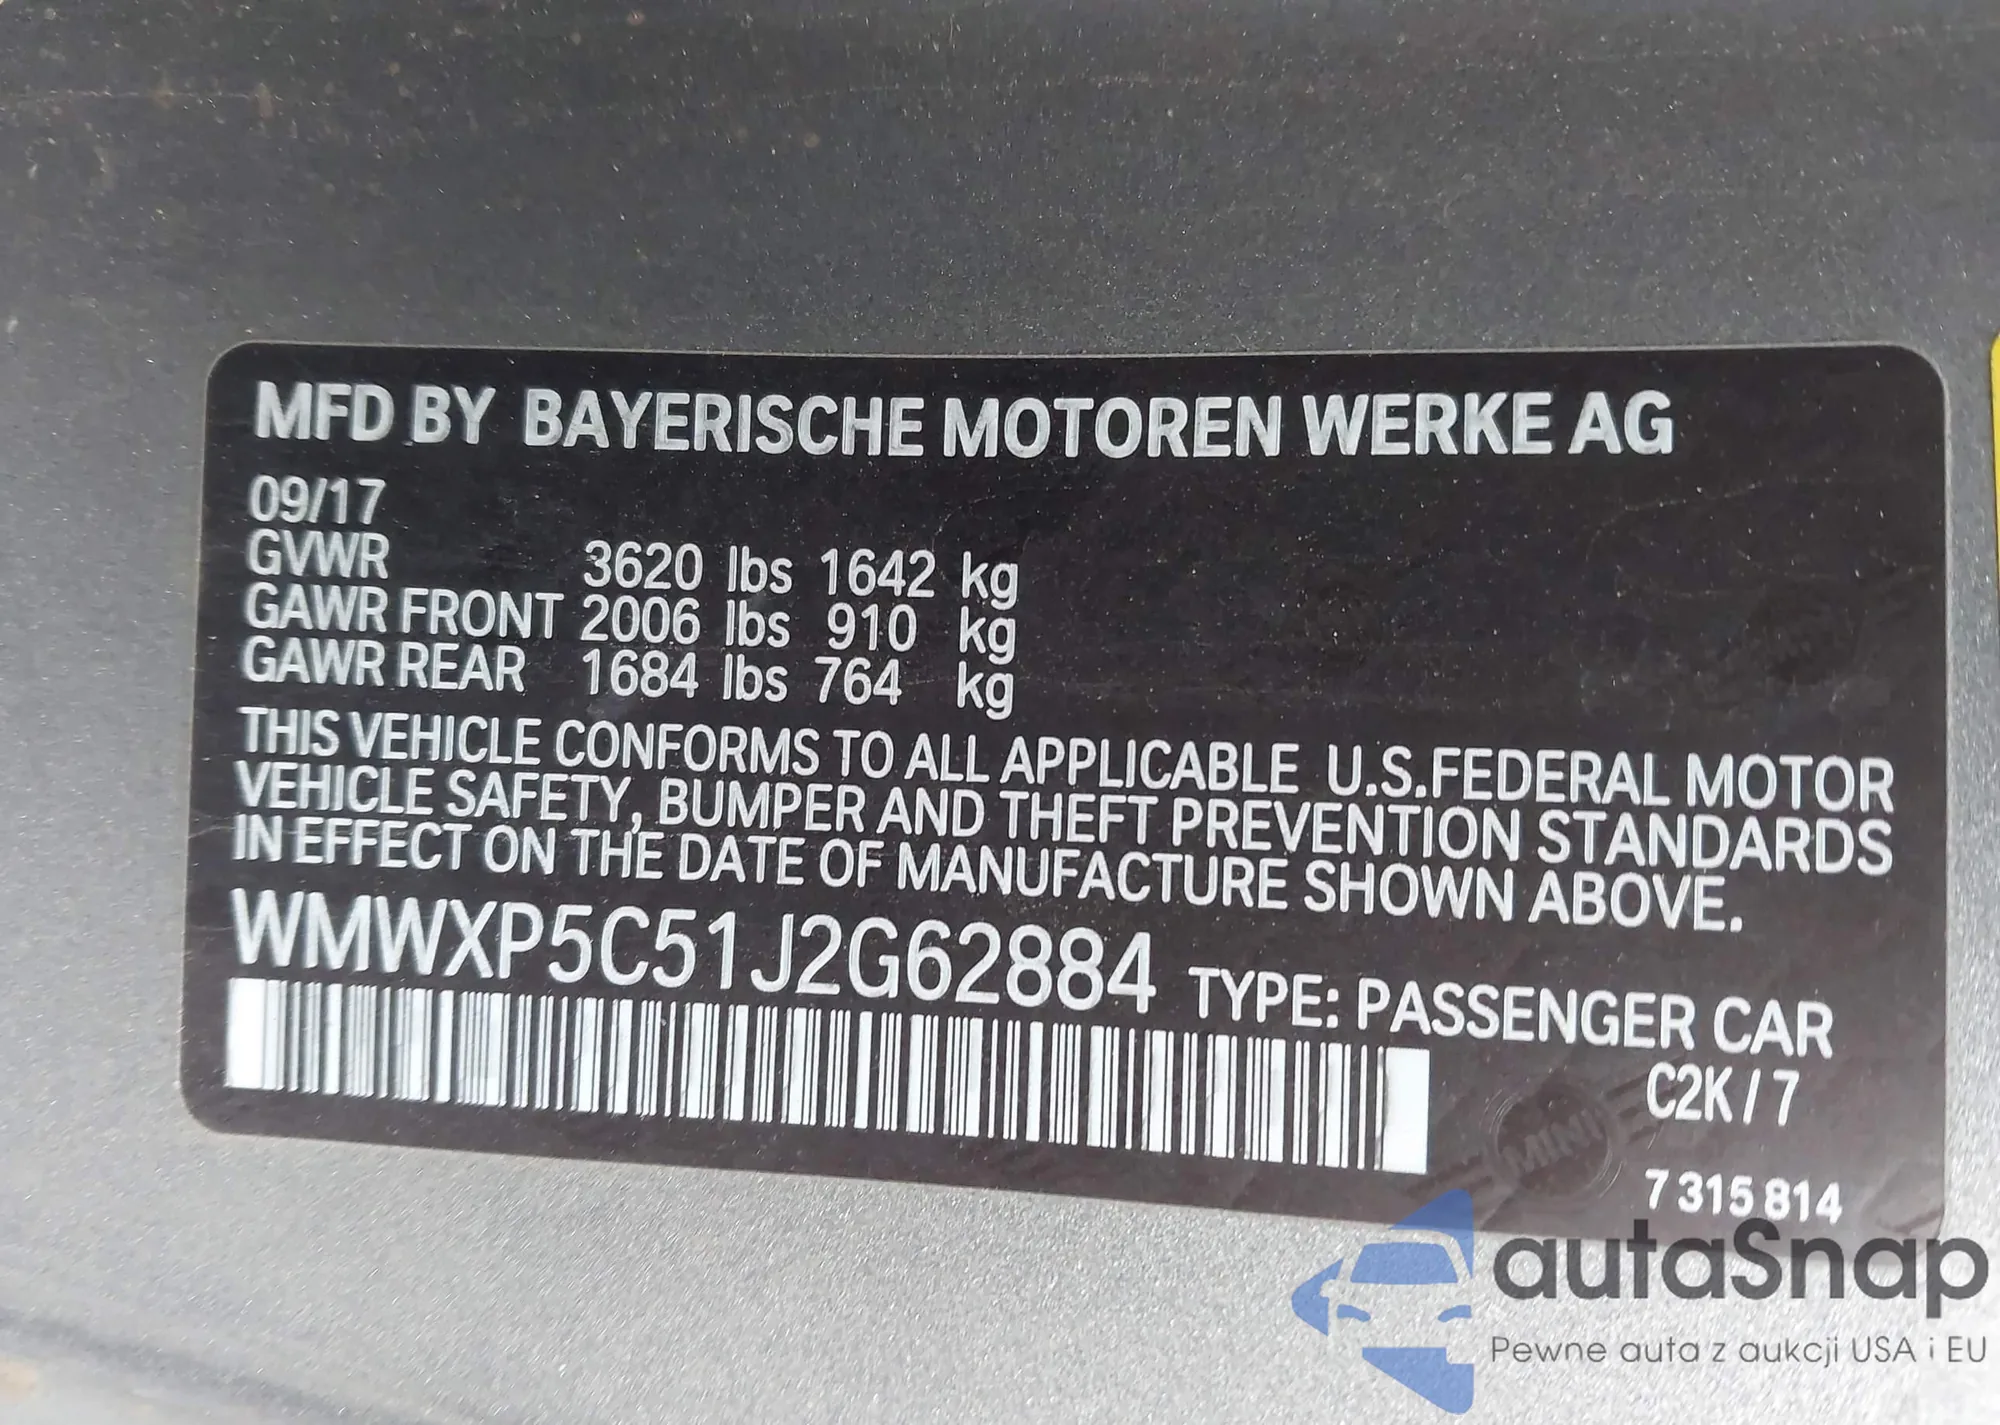 MFD BY BAYERISCHE MOTOREN WERKE AG
09/17
GVWR 3620 lbs 1642 kg
GAWR FRONT 2006 lbs 910 kg
GAWR REAR 1684 lbs 764 kg
THIS VEHICLE CONFORMS TO ALL APPLICABLE U.S.FEDERAL MOTOR
VEHICLE SAFETY, BUMPER AND THEFT PREVENTION STANDARDS
IN EFFECT ON THE DATE OF MANUFACTURE SHOWN ABOVE.
WMWXP5C51J2G62884 TYPE: PASSENGER CAR
C2K / 7
MINI
7 315 814
autaSnap
Pewne auta z aukcji USA i EU